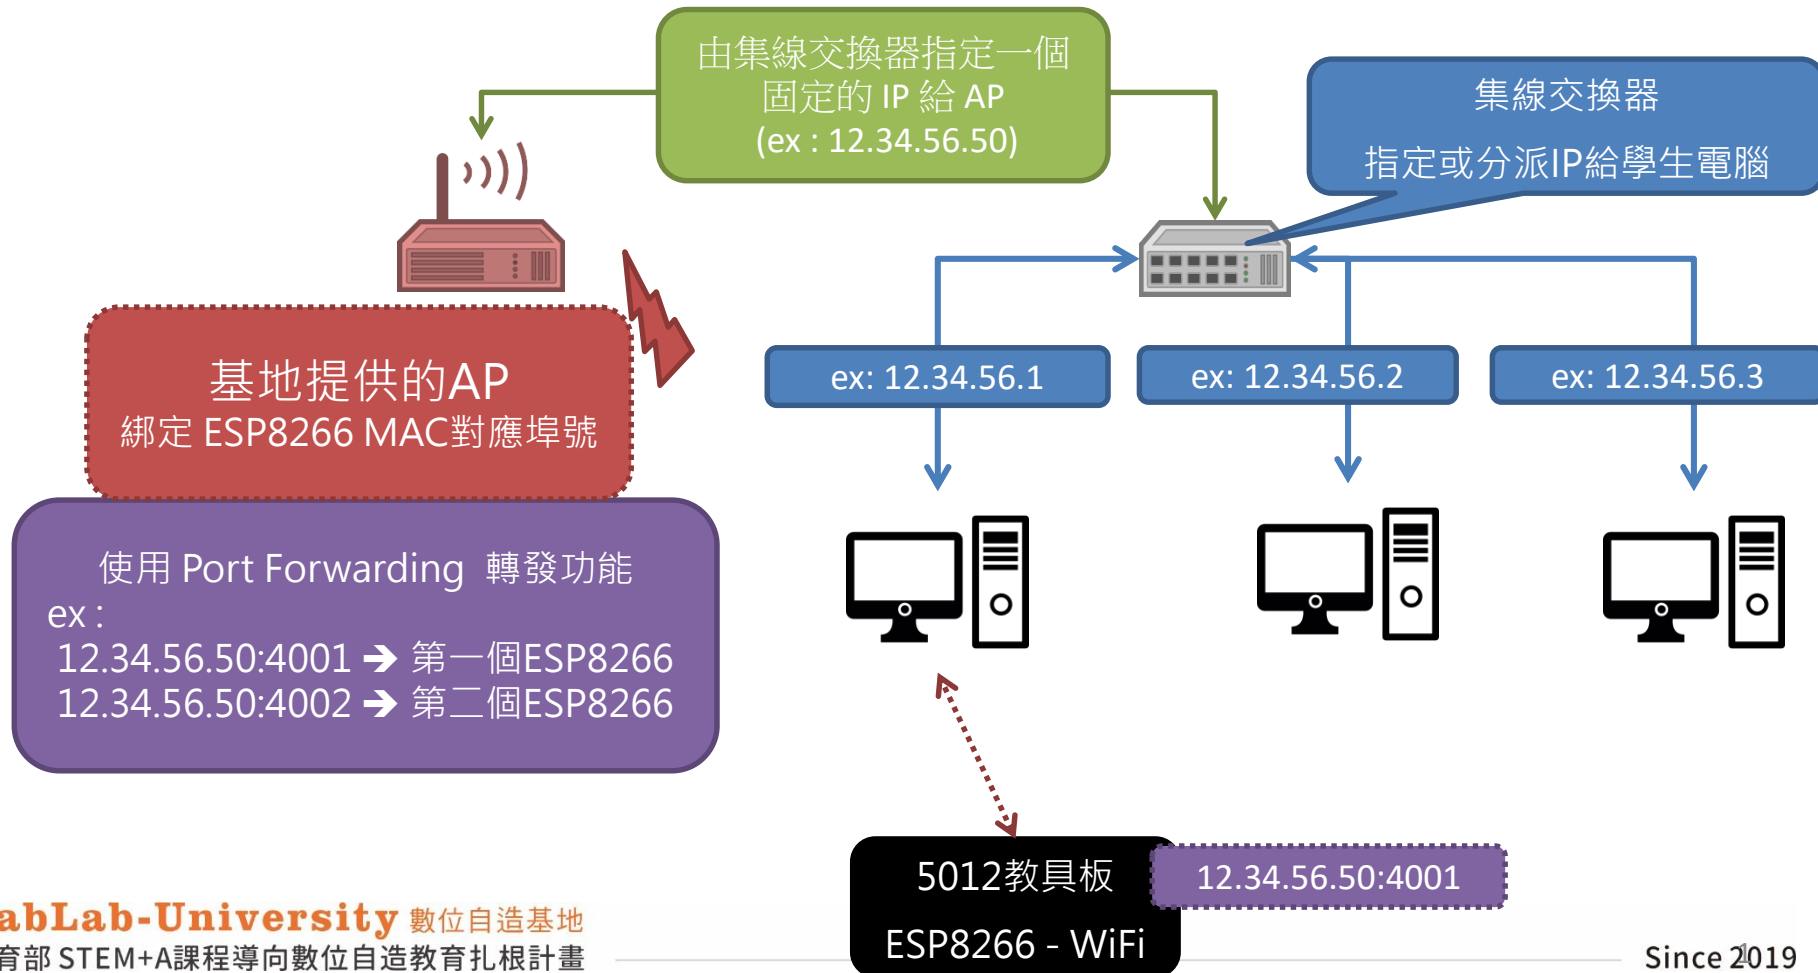 由集線交換器指定一個
固定的 IP 給 AP
(ex : 12.34.56.50)
集線交換器
指定或分派IP給學生電腦
基地提供的AP
綁定 ESP8266 MAC對應埠號
ex: 12.34.56.1
ex: 12.34.56.2
ex: 12.34.56.3
使用 Port Forwarding 轉發功能
ex :
12.34.56.50:4001 ➔ 第一個ESP8266
12.34.56.50:4002 ➔ 第二個ESP8266
5012教具板
ESP8266 - WiFi
12.34.56.50:4001
abLab-University 數位自造基地
育部 STEM+A課程導向數位自造教育扎根計畫
Since 2019
1